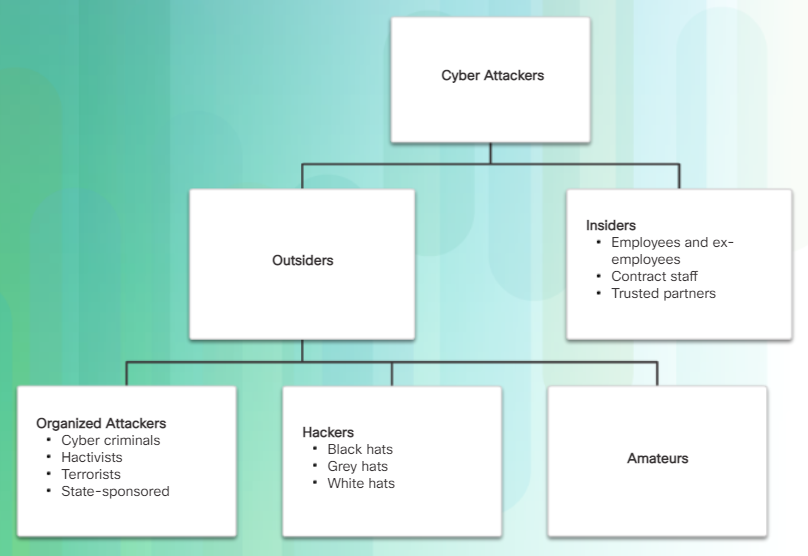 Cyber Attackers
Outsiders
Insiders
▪ Employees and ex-
employees
▪ Contract staff
▪ Trusted partners
Organized Attackers
▪ Cyber criminals
▪ Hactivists
▪ Terrorists
▪ State-sponsored
Hackers
▪ Black hats
▪ Grey hats
▪ White hats
Amateurs